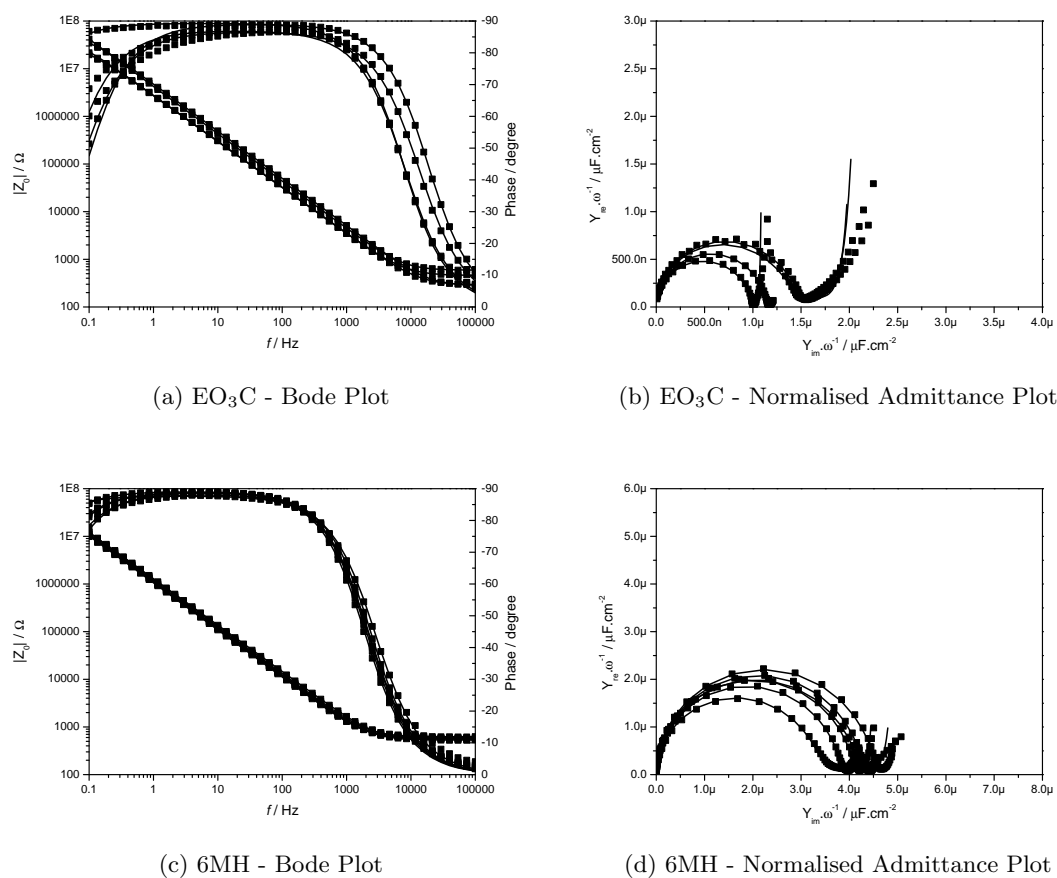 1E8
1E7
1000000
100000
10000
1000
100
|Z₀| / Ω
-90
-80
-70
-60
-50
-40
-30
-20
-10
0
Phase / degree
0.1 1 10 100 1000 10000 100000
f / Hz
(a) EO₃C - Bode Plot
3.0µ
2.5µ
2.0µ
1.5µ
1.0µ
500.0n
0.0
Y_re.ω⁻¹ / µF.cm⁻²
0.0 500.0n 1.0µ 1.5µ 2.0µ 2.5µ 3.0µ 3.5µ 4.0µ
Y_im.ω⁻¹ / µF.cm⁻²
(b) EO₃C - Normalised Admittance Plot
1E8
1E7
1000000
100000
10000
1000
100
|Z₀| / Ω
-90
-80
-70
-60
-50
-40
-30
-20
-10
0
Phase / degree
0.1 1 10 100 1000 10000 100000
f / Hz
(c) 6MH - Bode Plot
6.0µ
5.0µ
4.0µ
3.0µ
2.0µ
1.0µ
0.0
Y_re.ω⁻¹ / µF.cm⁻²
0.0 1.0µ 2.0µ 3.0µ 4.0µ 5.0µ 6.0µ 7.0µ 8.0µ
Y_im.ω⁻¹ / µF.cm⁻²
(d) 6MH - Normalised Admittance Plot